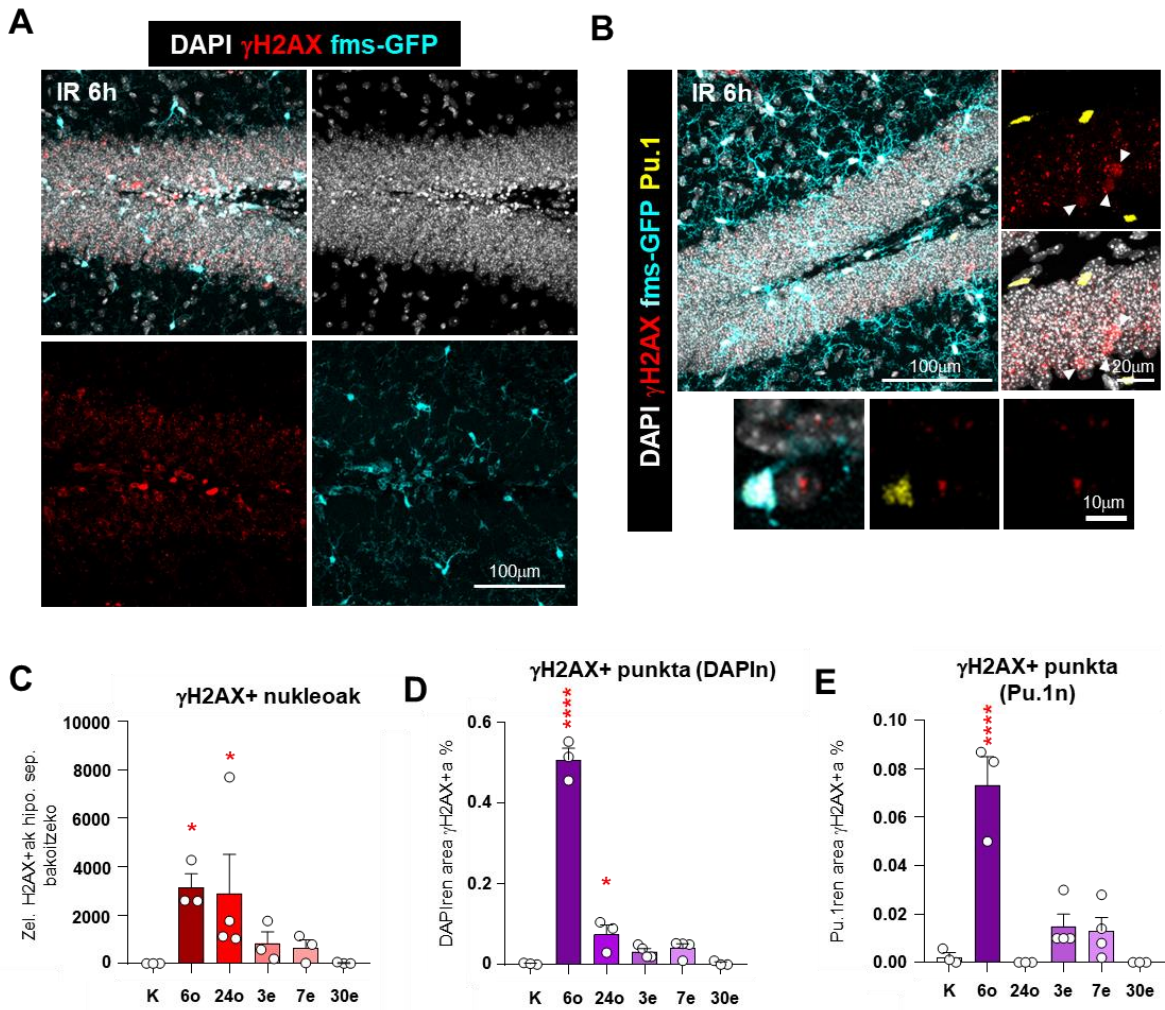 A
DAPI γH2AX fms-GFP
IR 6h
100μm
B
DAPI γH2AX fms-GFP Pu.1
IR 6h
100μm
20μm
10μm
C
γH2AX+ nukleoak
Zel. H2AX+ak hipo. sep.
bakoitzeko
10000
8000
6000
4000
2000
0
*
*
K 6o 24o 3e 7e 30e
D
γH2AX+ punkta (DAPIn)
DAPIren area γH2AX+a %
0.6
0.4
0.2
0
****
*
K 6o 24o 3e 7e 30e
E
γH2AX+ punkta
(Pu.1n)
Pu.1ren area γH2AX+a %
0.10
0.08
0.06
0.04
0.02
0.00
****
K 6o 24o 3e 7e 30e